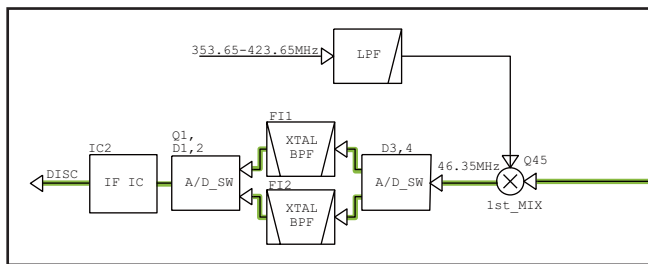 353.65-423.65MHz
LPF
FI1
Q1,
D1,2
XTAL
BPF
D3,4
IC2
46.35MHz
Q45
DISC
IF IC
A/D_SW
FI2
A/D_SW
1st_MIX
XTAL
BPF